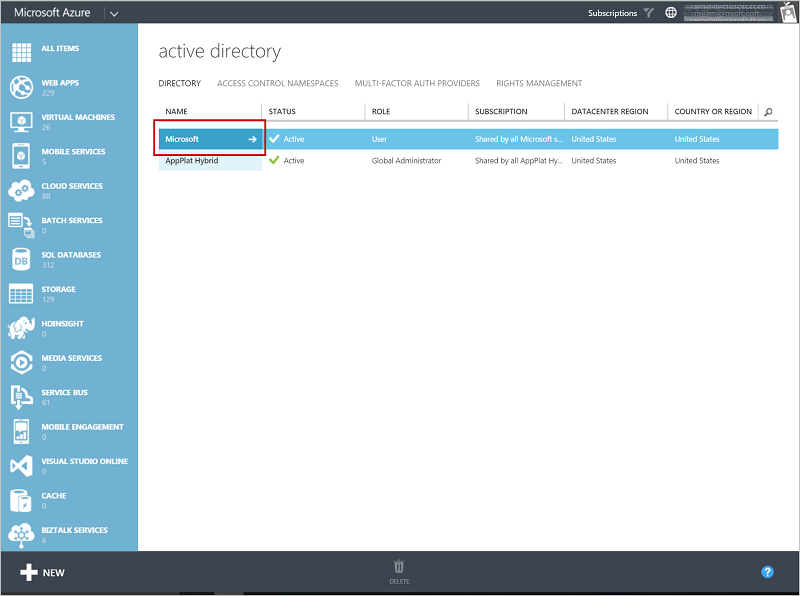 Microsoft Azure
Subscriptions
ALL ITEMS
WEB APPS
229
VIRTUAL MACHINES
26
MOBILE SERVICES
5
CLOUD SERVICES
88
BATCH SERVICES
0
SQL DATABASES
312
DB
STORAGE
129
HDINSIGHT
0
MEDIA SERVICES
0
SERVICE BUS
61
MOBILE ENGAGEMENT
0
VISUAL STUDIO ONLINE
0
CACHE
0
BIZTALK SERVICES
6
active directory
DIRECTORY ACCESS CONTROL NAMESPACES MULTI-FACTOR AUTH PROVIDERS RIGHTS MANAGEMENT
NAME STATUS ROLE SUBSCRIPTION DATACENTER REGION COUNTRY OR REGION
Microsoft Active User Shared by all Microsoft s... United States United States
AppPlat Hybrid Active Global Administrator Shared by all AppPlat Hy... United States United States
NEW
DELETE
?